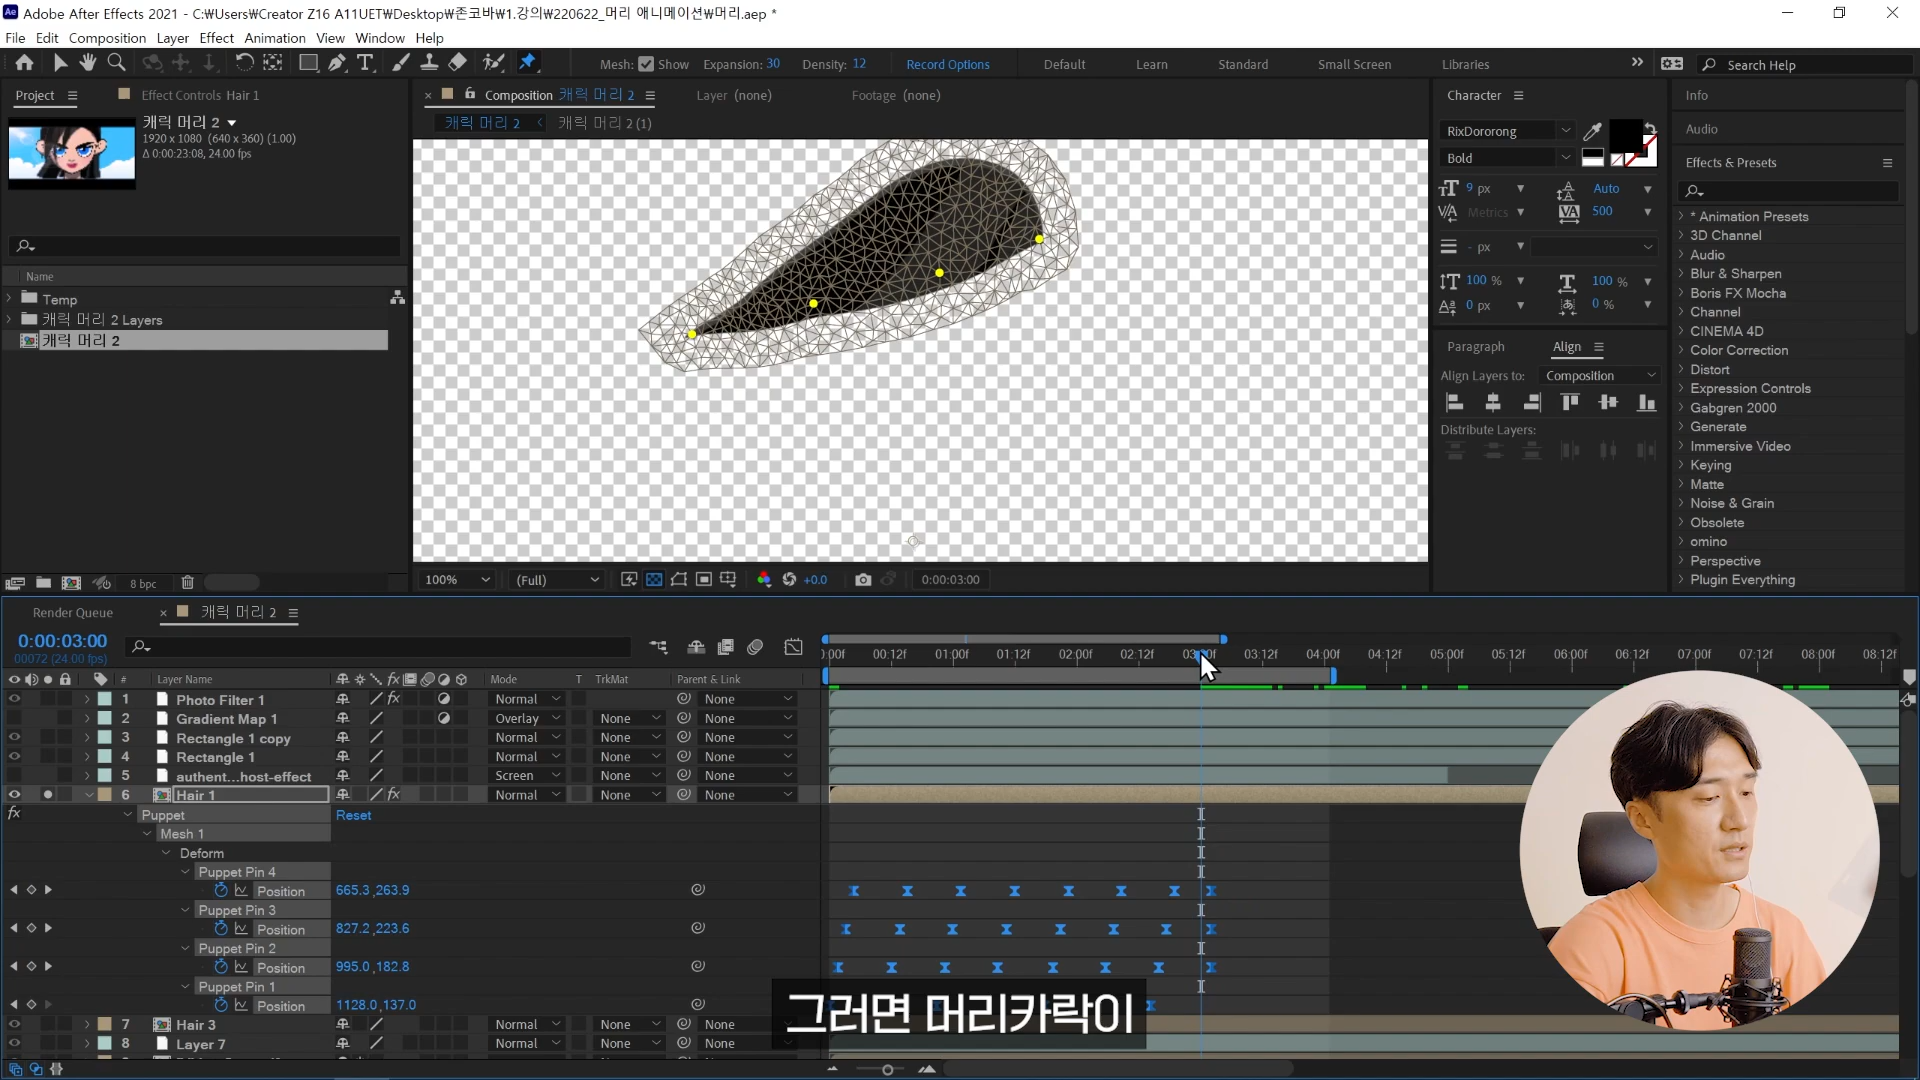 Adobe After Effects 2021 - C:₩Users₩Creator Z16 A11UET₩Desktop₩존코바₩1.강의₩220622_머리 애니메이션₩머리.aep *
File Edit Composition Layer Effect Animation View Window Help
Mesh: Show Expansion: 30 Density: 12 Record Options Default Learn Standard Small Screen Libraries Search Help
Project Effect Controls Hair 1
캐릭 머리 2
1920 x 1080 (640 x 360) (1.00)
Δ 0:00:23:08, 24.00 fps
Name
Temp
캐릭 머리 2 Layers
캐릭 머리 2
8 bpc
Composition 캐릭 머리 2 Layer (none) Footage (none)
캐릭 머리 2 캐릭 머리 2 (1)
100% (Full) +0.0 0:00:03:00
Character
RixDororong
Bold
9 px Auto
Metrics 500
- px
100 % 100 %
0 px 0 %
Paragraph Align
Align Layers to: Composition
Distribute Layers:
Info
Audio
Effects & Presets
* Animation Presets
3D Channel
Audio
Blur & Sharpen
Boris FX Mocha
Channel
CINEMA 4D
Color Correction
Distort
Expression Controls
Gabgren 2000
Generate
Immersive Video
Keying
Matte
Noise & Grain
Obsolete
omino
Perspective
Plugin Everything
Render Queue 캐릭 머리 2
0:00:03:00
00072 (24.00 fps)
00:12f 01:00f 01:12f 02:00f 02:12f 03:12f 04:00f 04:12f 05:00f 05:12f 06:00f 06:12f 07:00f 07:12f 08:00f 08:12f
# Layer Name Mode T TrkMat Parent & Link
1 Photo Filter 1 Normal None
2 Gradient Map 1 Overlay None None
3 Rectangle 1 copy Normal None None
4 Rectangle 1 Normal None None
5 authent...host-effect Screen None None
6 Hair 1 Normal None None
Puppet Reset
Mesh 1
Deform
Puppet Pin 4
Position 665.3,263.9
Puppet Pin 3
Position 827.2,223.6
Puppet Pin 2
Position 995.0,182.8
Puppet Pin 1
Position 1128.0,137.0
7 Hair 3 Normal None None
8 Layer 7 Normal None None
그러면 머리카락이